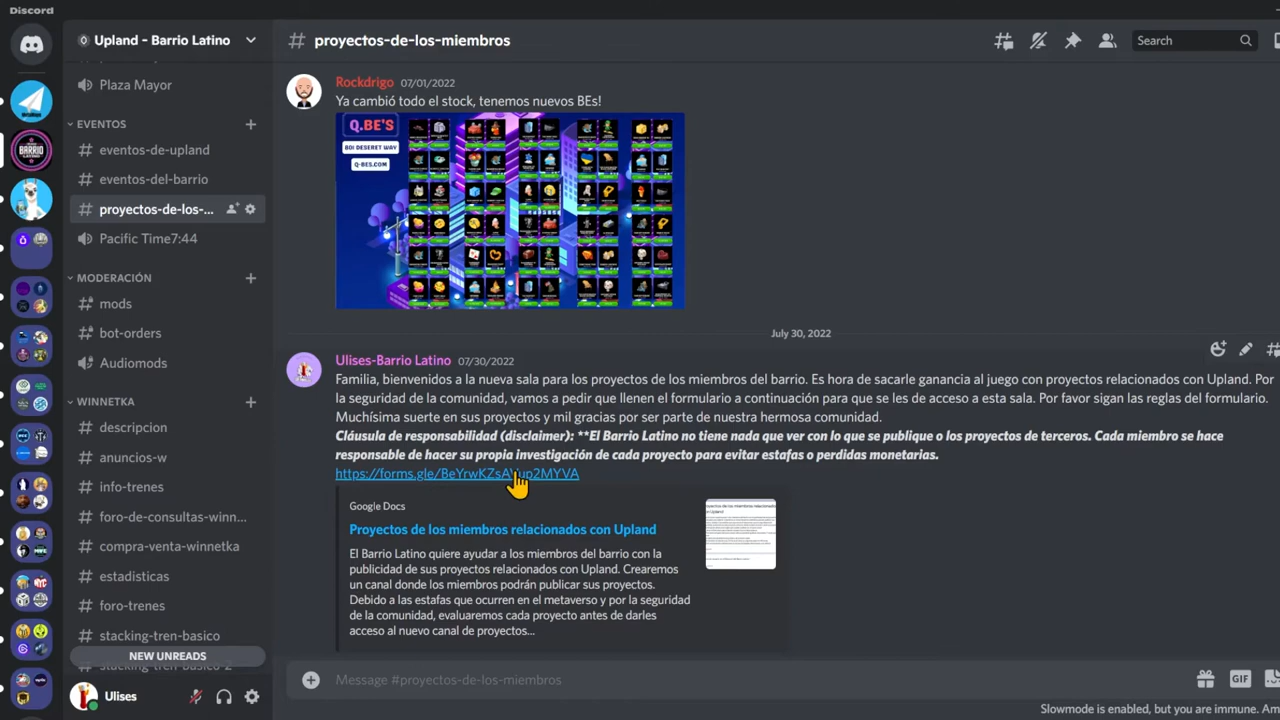 Discord
Upland - Barrio Latino
Plaza Mayor
EVENTOS
eventos-de-upland
eventos-del-barrio
proyectos-de-los-...
Pacific Time7:44
MODERACIÓN
mods
bot-orders
Audiomods
WINNETKA
descripcion
anuncios-w
info-trenes
foro-de-consultas-winn...
compra-venta-winnetka
estadisticas
foro-trenes
stacking-tren-basico
NEW UNREADS
stacking-tren-basico-2
Ulises
proyectos-de-los-miembros
Search
Rockdrigo 07/01/2022
Ya cambió todo el stock, tenemos nuevos BEs!
Q.BE'S
801 DESERET WAY
Q-BES.COM
July 30, 2022
Ulises-Barrio Latino 07/30/2022
Familia, bienvenidos a la nueva sala para los proyectos de los miembros del barrio. Es hora de sacarle ganancia al juego con proyectos relacionados con Upland. Por
la seguridad de la comunidad, vamos a pedir que llenen el formulario a continuación para que se les de acceso a esta sala. Por favor sigan las reglas del formulario.
Muchísima suerte en sus proyectos y mil gracias por ser parte de nuestra hermosa comunidad.
Cláusula de responsabilidad (disclaimer): **El Barrio Latino no tiene nada que ver con lo que se publique o los proyectos de terceros. Cada miembro se hace
responsable de hacer su propia investigación de cada proyecto para evitar estafas o perdidas monetarias.
Google Docs
Proyectos de los miembros relacionados con Upland
El Barrio Latino quiere ayudar a los miembros del barrio con la
publicidad de sus proyectos relacionados con Upland. Crearemos
un canal donde los miembros podrán publicar sus proyectos.
Debido a las estafas que ocurren en el metaverso y por la seguridad
de la comunidad, evaluaremos cada proyecto antes de darles
acceso al nuevo canal de proyectos...
Message #proyectos-de-los-miembros
GIF
Slowmode is enabled, but you are immune. Am